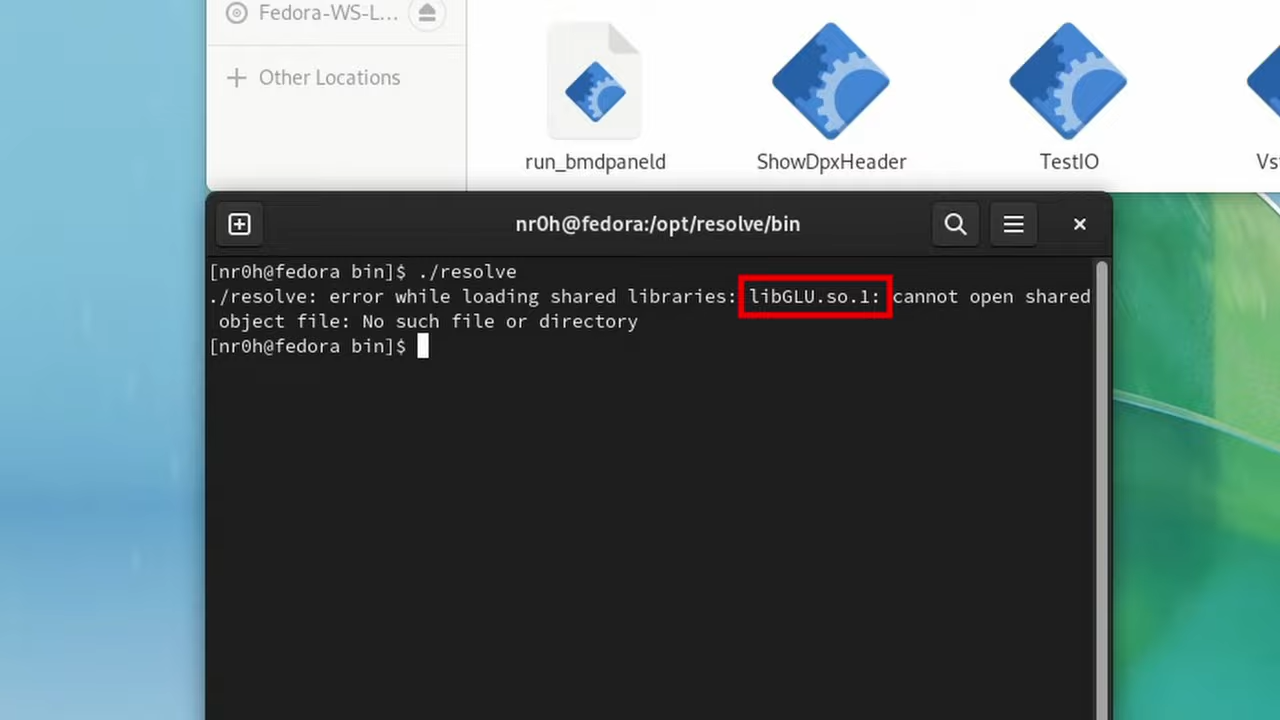 Fedora-WS-L...
Other Locations
run_bmdpaneld
ShowDpxHeader
TestIO
Vs
nr0h@fedora:/opt/resolve/bin
[nr0h@fedora bin]$ ./resolve
./resolve: error while loading shared libraries: libGLU.so.1: cannot open shared
object file: No such file or directory
[nr0h@fedora bin]$